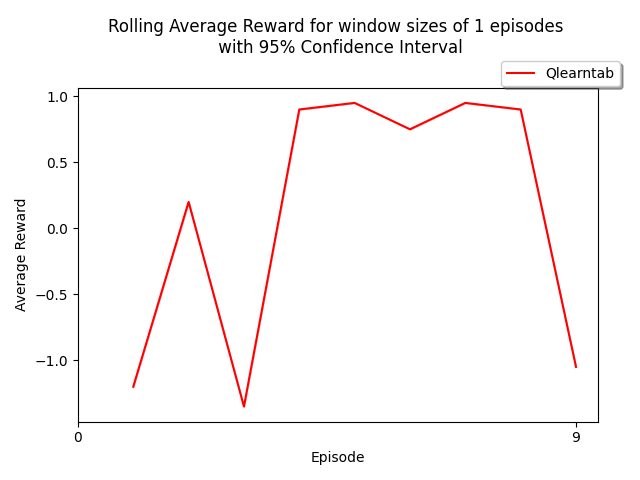 Rolling Average Reward for window sizes of 1 episodes
with 95% Confidence Interval
Qlearntab
1.0
0.5
0.0
−0.5
−1.0
Average Reward
0
9
Episode